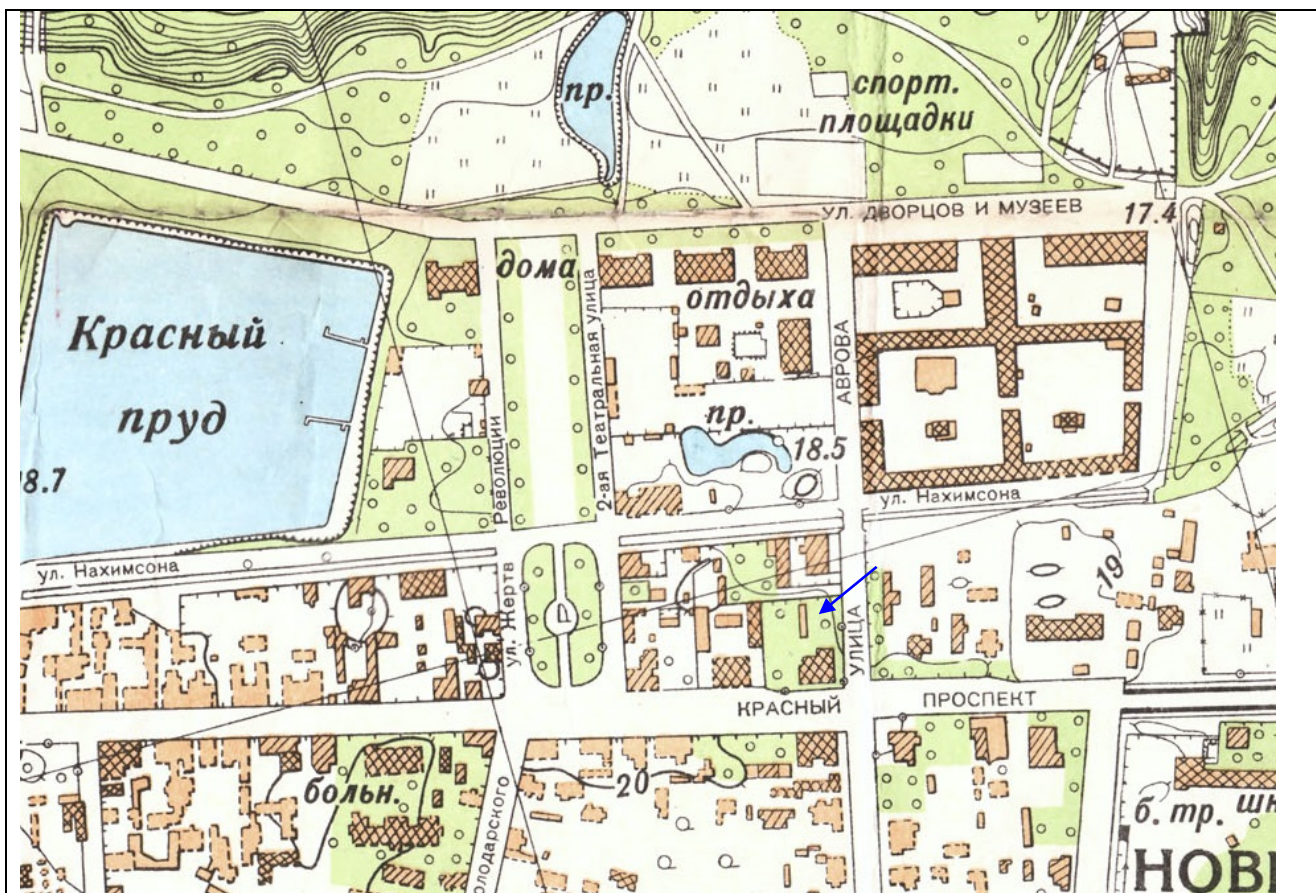 пр.
спорт.
площадки
ул. ДВОРЦОВ И МУЗЕЕВ
17.4
дома
отдыха
Красный
пруд
2-ая Театральная улица
АВРОВА
Революции
пр.
18.5
8.7
ул. Нахимсона
ул. Нахимсона
ул. Жертв
УЛИЦА
19
КРАСНЫЙ
ПРОСПЕКТ
больн.
20
олодарского
б. тр.
шк
НОВ